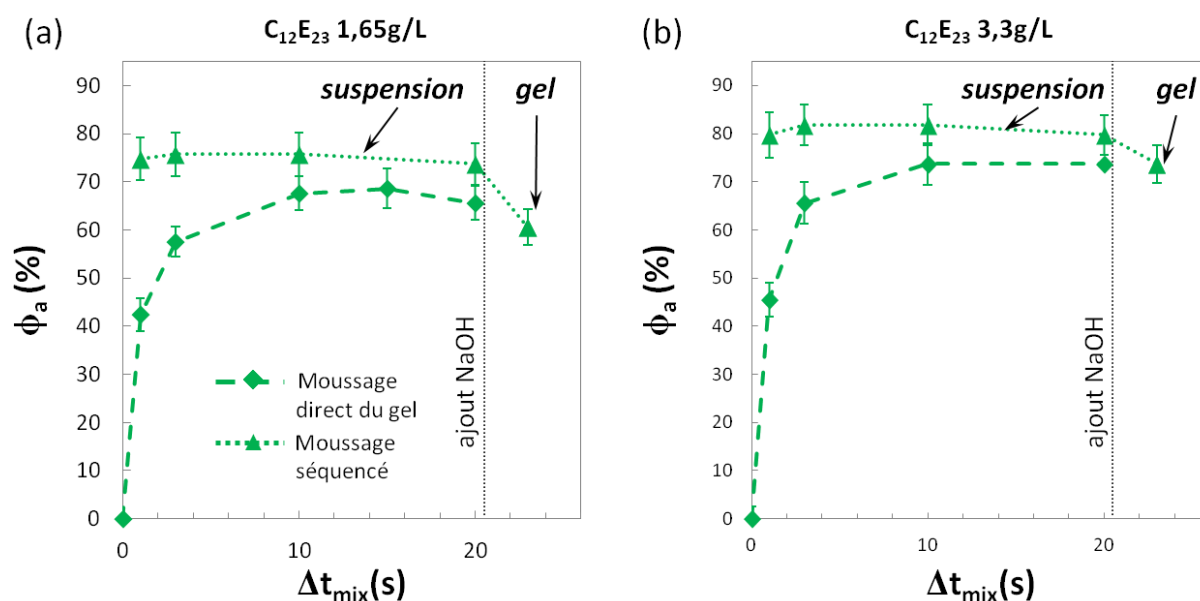 (a)
C12E23 1,65g/L
90
80
70
60
50
40
30
20
10
0
ϕa (%)
suspension
gel
ajout NaOH
Moussage
direct du gel
Moussage
séquencé
0
10
20
Δtmix(s)
(b)
C12E23 3,3g/L
90
80
70
60
50
40
30
20
10
0
ϕa (%)
suspension
gel
ajout NaOH
0
10
20
Δtmix(s)